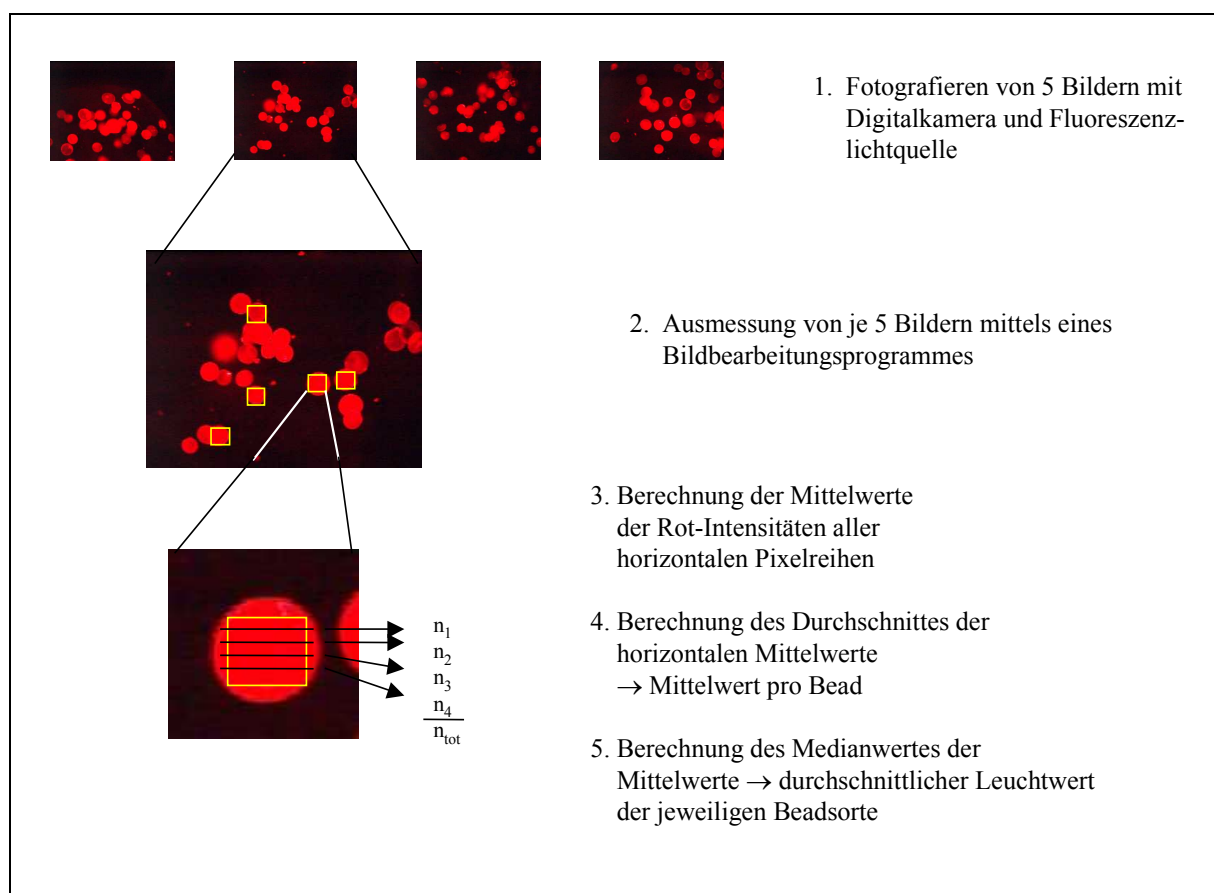 1. Fotografieren von 5 Bildern mit
Digitalkamera und Fluoreszenz-
lichtquelle
2. Ausmessung von je 5 Bildern mittels eines
Bildbearbeitungsprogrammes
3. Berechnung der Mittelwerte
der Rot-Intensitäten aller
horizontalen Pixelreihen
n1
n2
n3
n4
ntot
4. Berechnung des Durchschnittes der
horizontalen Mittelwerte
→ Mittelwert pro Bead
5. Berechnung des Medianwertes der
Mittelwerte → durchschnittlicher Leuchtwert
der jeweiligen Beadsorte